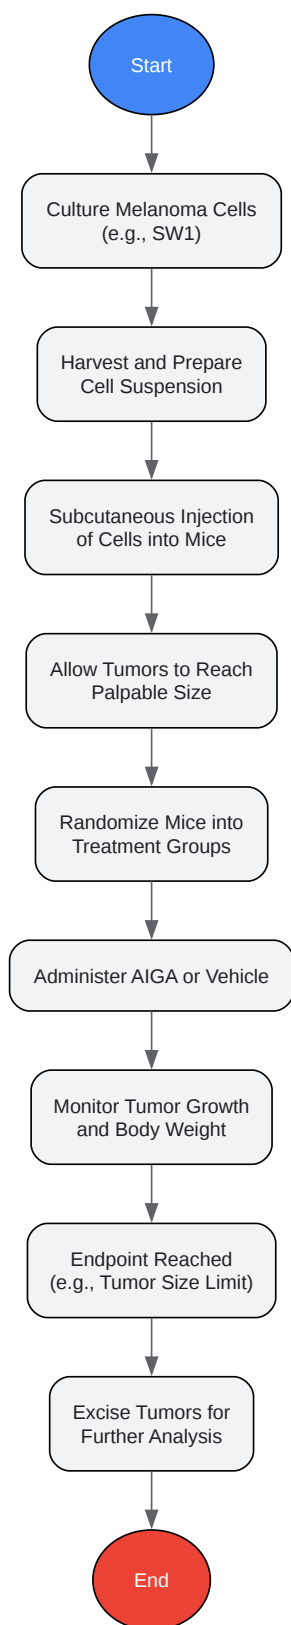 Start
Culture Melanoma Cells
(e.g., SW1)
Harvest and Prepare
Cell Suspension
Subcutaneous Injection
of Cells into Mice
Allow Tumors to Reach
Palpable Size
Randomize Mice into
Treatment Groups
Administer AIGA or Vehicle
Monitor Tumor Growth
and Body Weight
Endpoint Reached
(e.g., Tumor Size Limit)
Excise Tumors for
Further Analysis
End